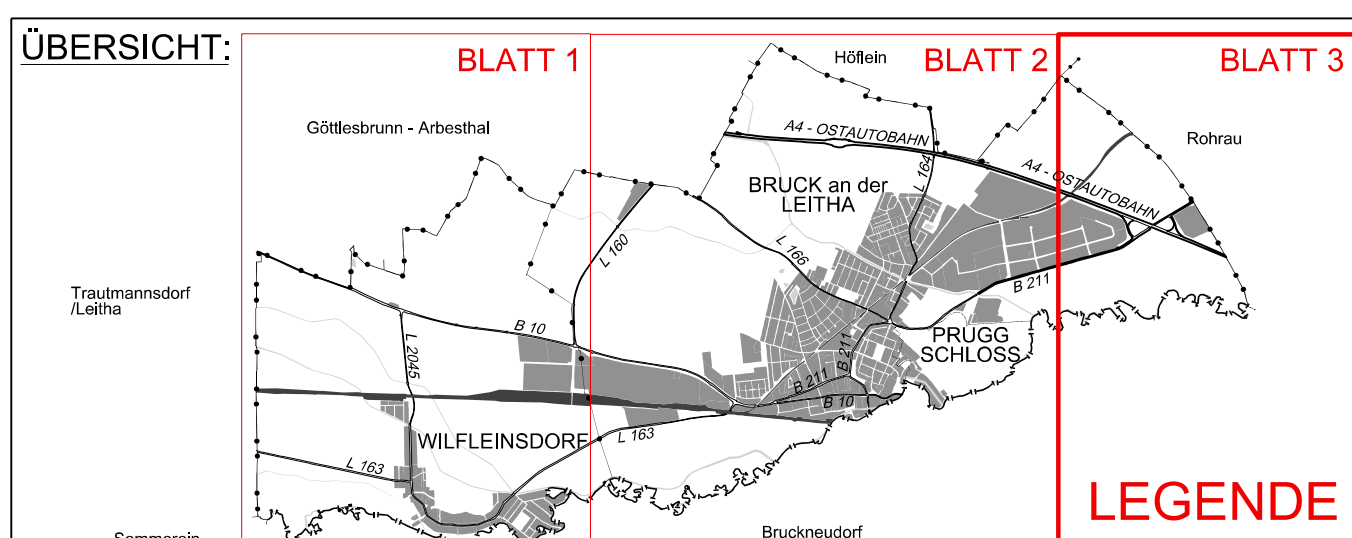 ÜBERSICHT:
BLATT 1
BLATT 2
BLATT 3
Höflein
Göttlesbrunn - Arbesthal
A4 - OSTAUTOBAHN
Rohrau
L 164
A4 - OSTAUTOBAHN
BRUCK an der
LEITHA
L 160
L 166
B 211
Trautmannsdorf
/Leitha
B 10
L 2045
PRUGG
SCHLOSS
B 211
B 211
B 10
WILFLEINSDORF
L 163
L 163
LEGENDE
Sommerein
Bruckneudorf